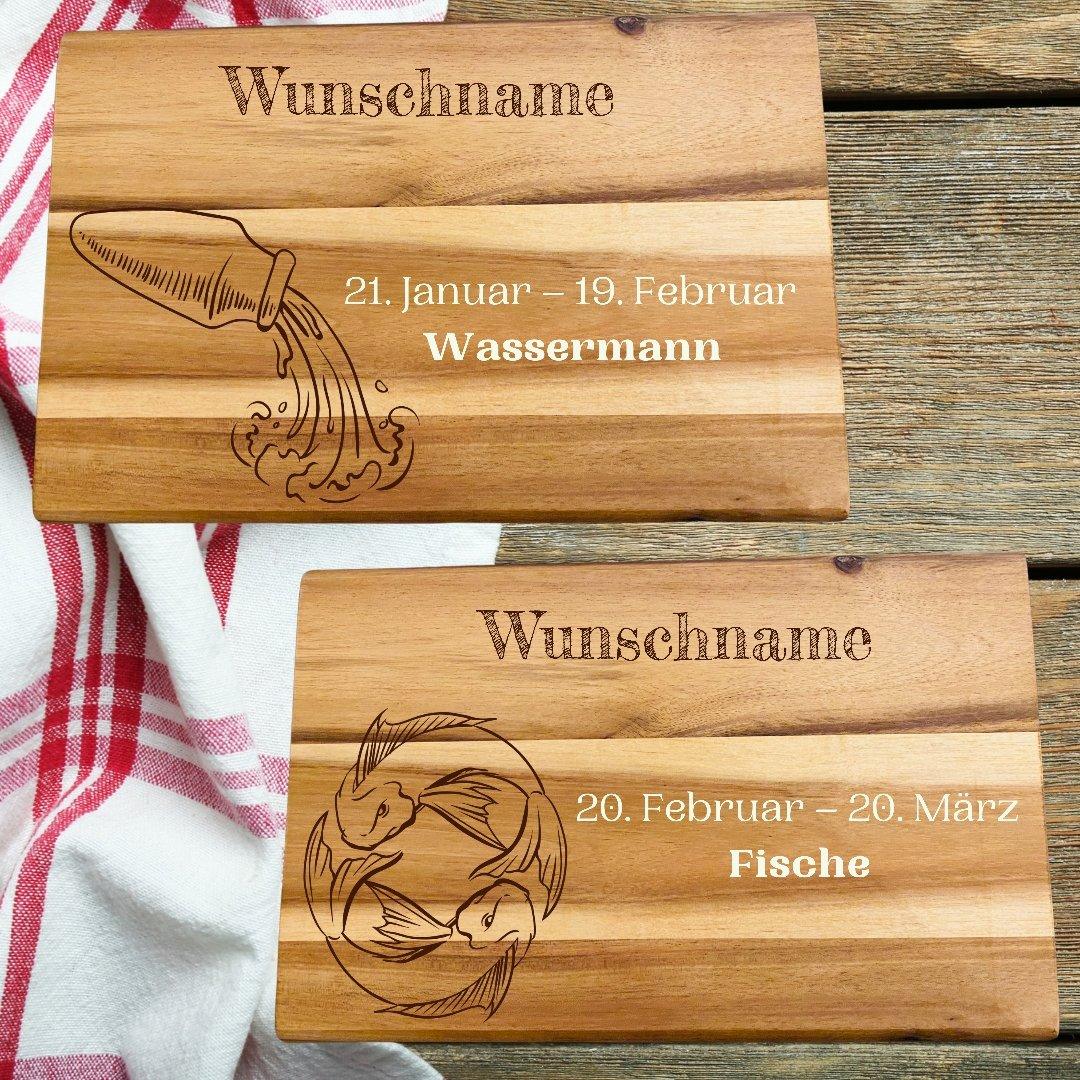 Wunschname
21. Januar – 19. Februar
Wassermann
Wunschname
20. Februar – 20. März
Fische